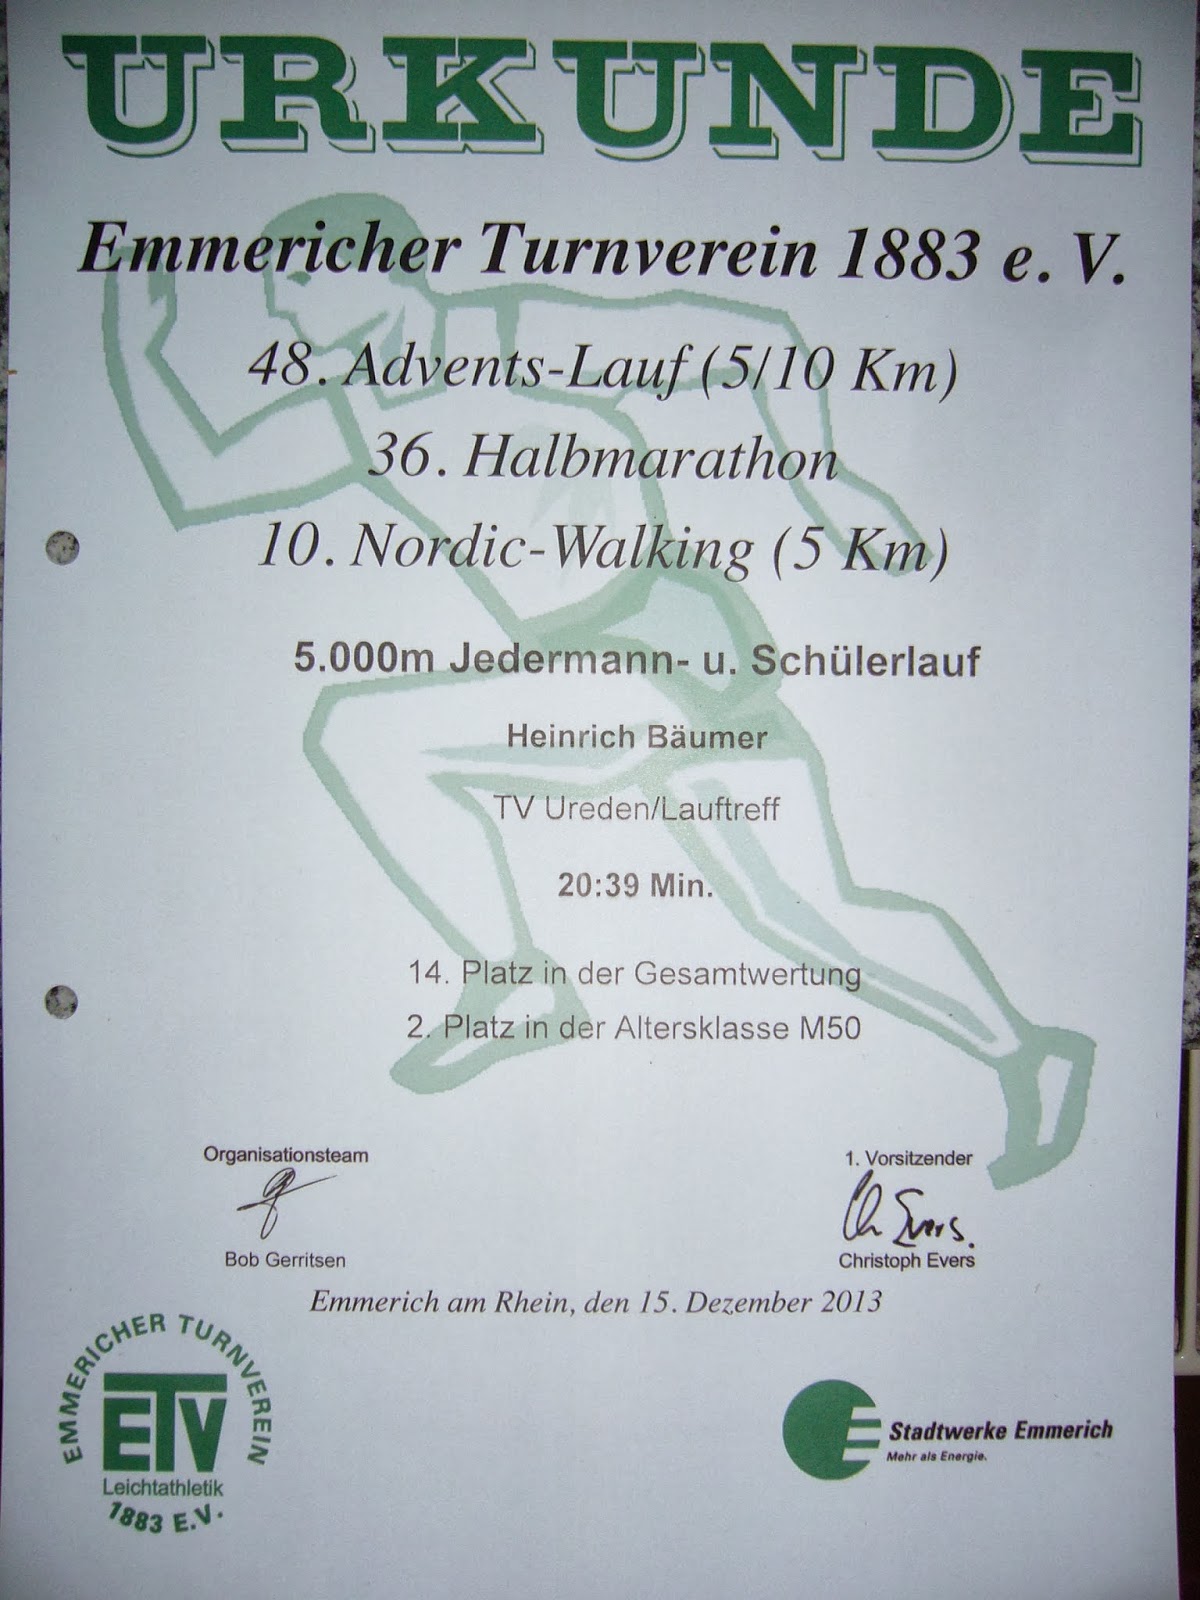 URKUNDE
Emmericher Turnverein 1883 e. V.
48. Advents-Lauf (5/10 Km)
36. Halbmarathon
10. Nordic-Walking (5 Km)
5.000m Jedermann- u. Schülerlauf
Heinrich Bäumer
TV Ureden/Lauftreff
20:39 Min.
14. Platz in der Gesamtwertung
2. Platz in der Altersklasse M50
Organisationsteam
Bob Gerritsen
1. Vorsitzender
Ch. Evers.
Christoph Evers
Emmerich am Rhein, den 15. Dezember 2013
EMMERICHER TURNVEREIN
ETV
Leichtathletik
1883 E.V.
Stadtwerke Emmerich
Mehr als Energie.